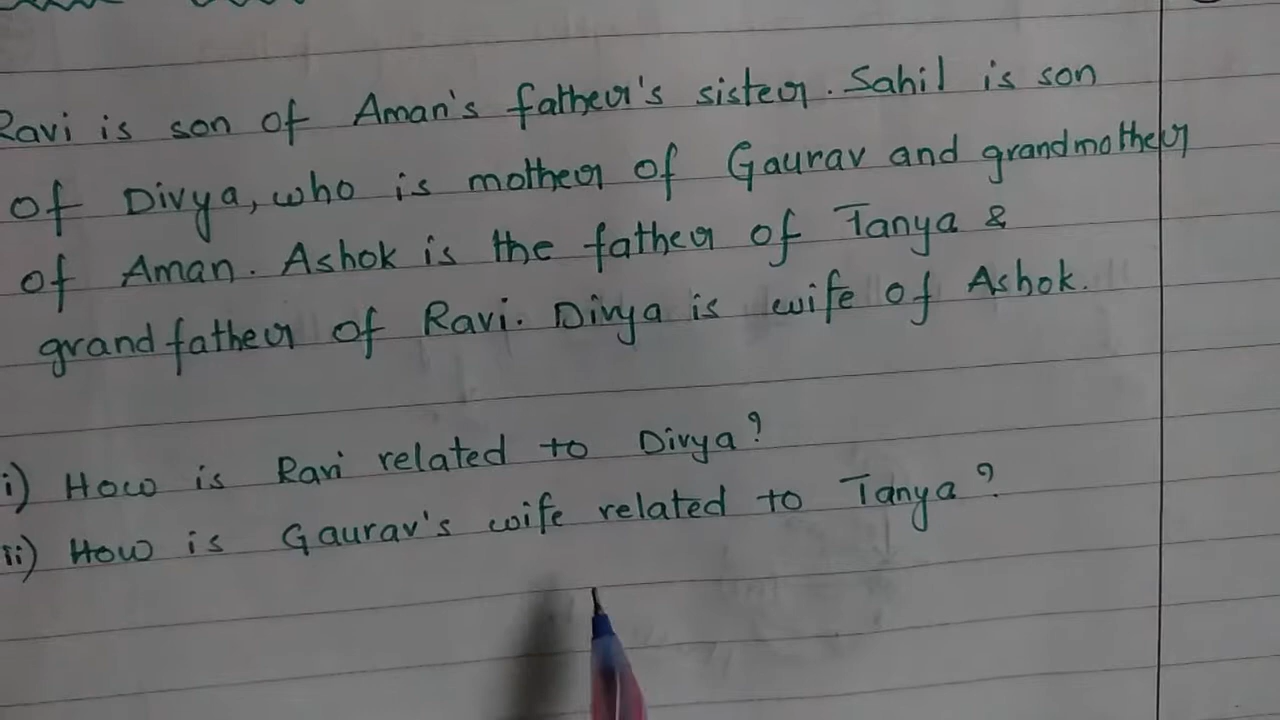 Ravi is son of Aman's father's sister. Sahil is son
of Divya, who is mother of Gaurav and grandmother
of Aman. Ashok is the father of Tanya &
grandfather of Ravi. Divya is wife of Ashok.
i) How is Ravi related to Divya?
ii) How is Gaurav's wife related to Tanya?